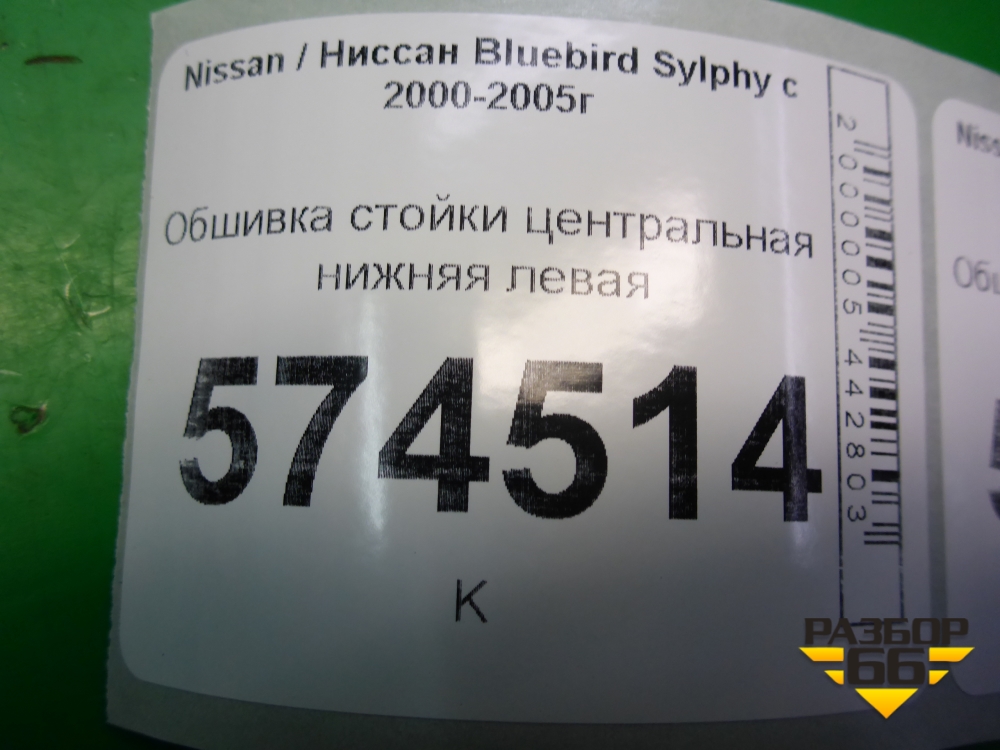 Nissan / Ниссан Bluebird Sylphy с
2000-2005г
Обшивка стойки центральная
нижняя левая
574514
К
2000005442803
РАЗБОР
66